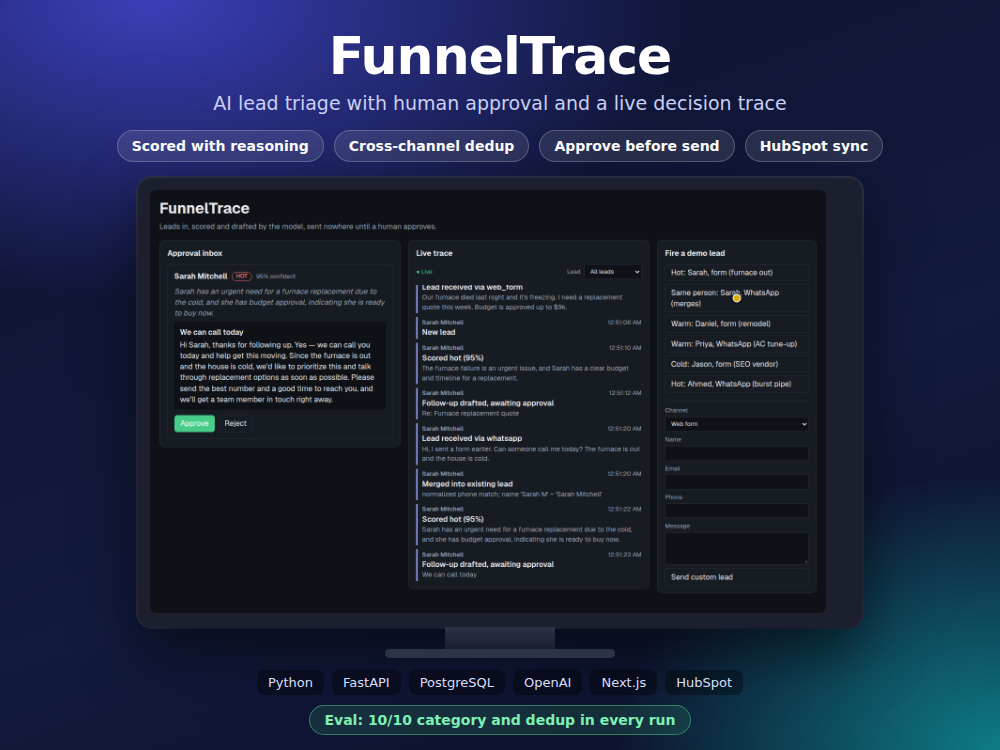 FunnelTrace
AI lead triage with human approval and a live decision trace
Scored with reasoning
Cross-channel dedup
Approve before send
HubSpot sync
FunnelTrace
Leads in, scored and drafted by the model, sent nowhere until a human approves.
Approval inbox
Sarah Mitchell HOT 95% confident
Sarah has an urgent need for a furnace replacement due to
the cold, and she has budget approval, indicating she is ready
to buy now.
We can call today
Hi Sarah, thanks for following up. Yes — we can call you
today and help get this moving. Since the furnace is out
and the house is cold, we'd like to prioritize this and talk
through replacement options as soon as possible. Please
send the best number and a good time to reach you, and
we'll get a team member in touch right away.
Approve
Reject
Live trace
Live
Lead
All leads
Lead received via web_form
Our furnace died last night and it's freezing. I need a replacement
quote this week. Budget is approved up to $9k.
Sarah Mitchell 12:51:08 AM
New lead
Sarah Mitchell 12:51:10 AM
Scored hot (95%)
The furnace failure is an urgent issue, and Sarah has a clear budget
and timeline for a replacement.
Sarah Mitchell 12:51:12 AM
Follow-up drafted, awaiting approval
Re: Furnace replacement quote
Sarah Mitchell 12:51:20 AM
Lead received via whatsapp
Hi, I sent a form earlier. Can someone call me today? The furnace is out
and the house is cold.
Sarah Mitchell 12:51:20 AM
Merged into existing lead
normalized phone match; name 'Sarah M' ~ 'Sarah Mitchell'
Sarah Mitchell 12:51:22 AM
Scored hot (95%)
Sarah has an urgent need for a furnace replacement due to the cold,
and she has budget approval, indicating she is ready to buy now.
Sarah Mitchell 12:51:23 AM
Follow-up drafted, awaiting approval
We can call today
Fire a demo lead
Hot: Sarah, form (furnace out)
Same person: Sarah, WhatsApp
(merges)
Warm: Daniel, form (remodel)
Warm: Priya, WhatsApp (AC tune-up)
Cold: Jason, form (SEO vendor)
Hot: Ahmed, WhatsApp (burst pipe)
Channel
Web form
Name
Email
Phone
Message
Send custom lead
Python
FastAPI
PostgreSQL
OpenAI
Next.js
HubSpot
Eval: 10/10 category and dedup in every run